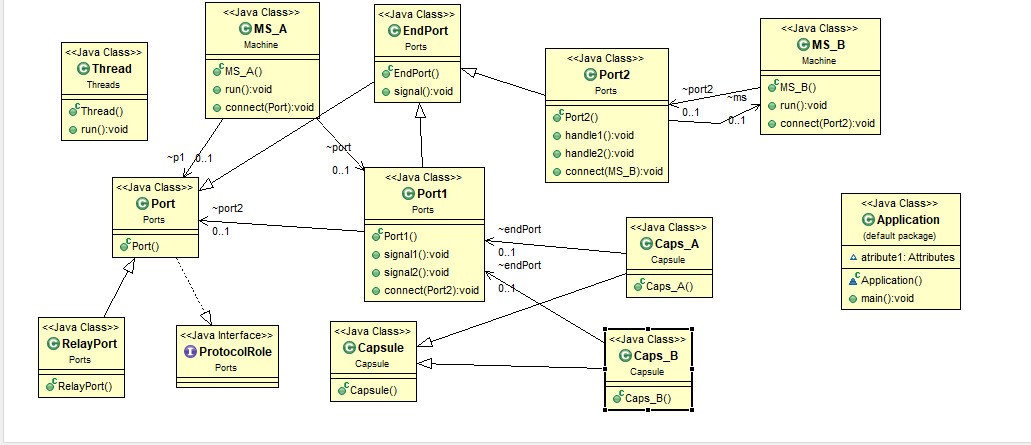 <<Java Class>>
MS_A
Machine
MS_A()
run():void
connect(Port):void
<<Java Class>>
EndPort
Ports
EndPort()
signal():void
<<Java Class>>
Thread
Threads
Thread()
run():void
<<Java Class>>
Port2
Ports
Port2()
handle1():void
handle2():void
connect(MS_B):void
<<Java Class>>
MS_B
Machine
MS_B()
run():void
connect(Port2):void
~port2
0..1
~ms
0..1
~p1
0..1
~port
0..1
<<Java Class>>
Port
Ports
Port()
~port2
0..1
<<Java Class>>
Port1
Ports
Port1()
signal1():void
signal2():void
connect(Port2):void
~endPort
0..1
~endPort
0..1
<<Java Class>>
Caps_A
Capsule
Caps_A()
<<Java Class>>
Application
(default package)
atribute1: Attributes
Application()
main():void
<<Java Class>>
RelayPort
Ports
RelayPort()
<<Java Interface>>
ProtocolRole
Ports
<<Java Class>>
Capsule
Capsule
Capsule()
<<Java Class>>
Caps_B
Capsule
Caps_B()